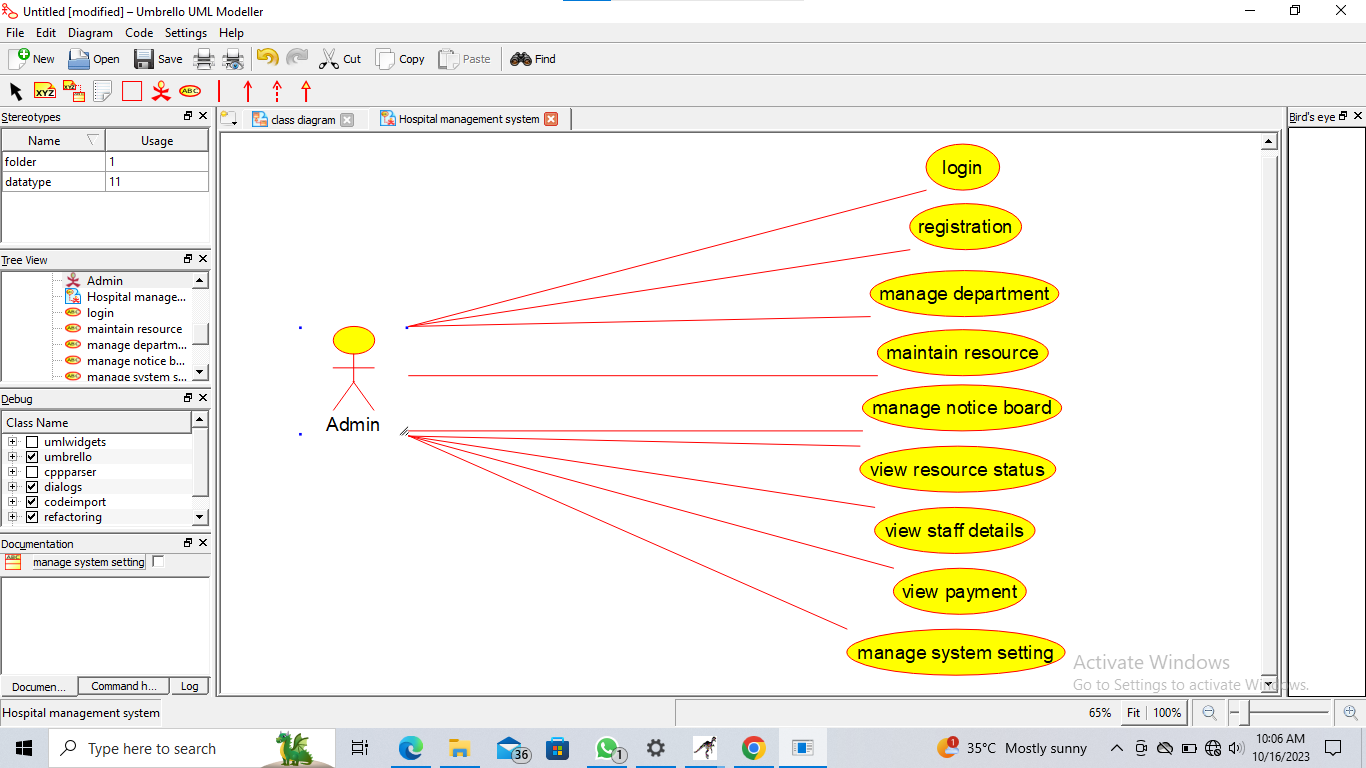 Untitled [modified] – Umbrello UML Modeller
File Edit Diagram Code Settings Help
New Open Save Cut Copy Paste Find
XYZ XYZ ABC
Stereotypes
Name Usage
folder 1
datatype 11
Tree View
Admin
Hospital manage...
login
maintain resource
manage departm...
manage notice b...
manage system s...
Debug
Class Name
umlwidgets
umbrello
cppparser
dialogs
codeimport
refactoring
Documentation
manage system setting
Documen... Command h... Log
class diagram Hospital management system
login
registration
manage department
maintain resource
manage notice board
view resource status
view staff details
view payment
manage system setting
Admin
Bird's eye
Activate Windows
Go to Settings to activate Windows.
Hospital management system
65% Fit 100%
Type here to search
36
1
1
35°C Mostly sunny
10:06 AM
10/16/2023